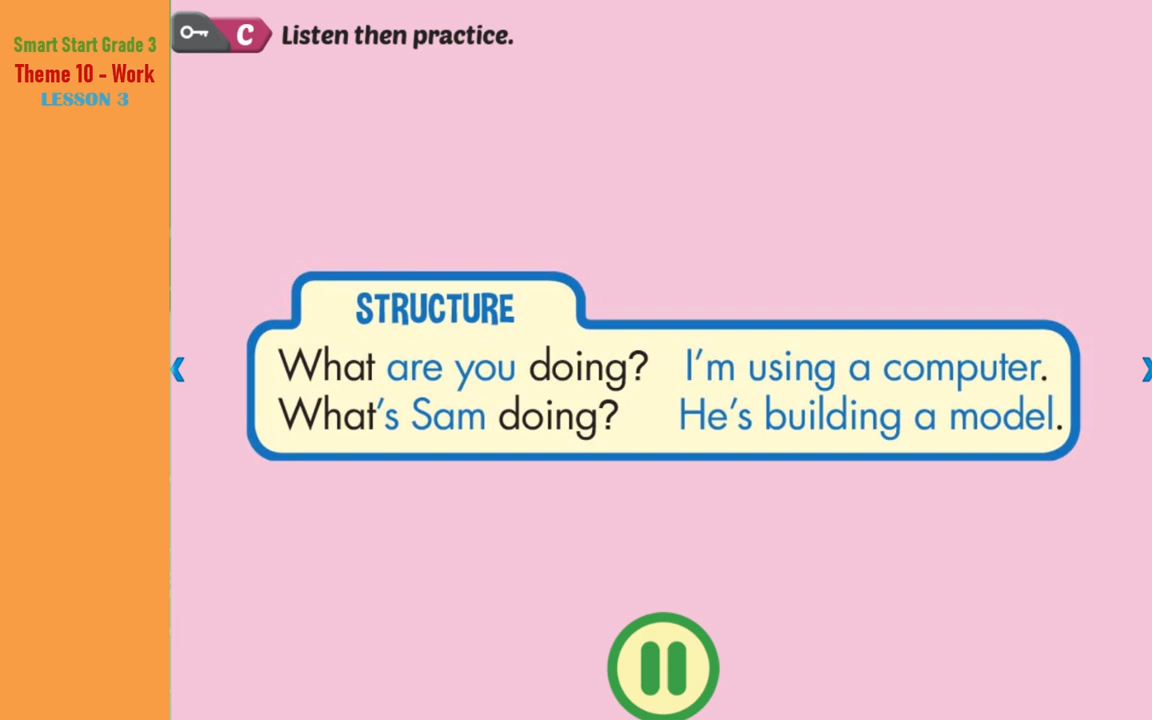 Smart Start Grade 3
Theme 10 - Work
LESSON 3
C Listen then practice.
STRUCTURE
What are you doing? I'm using a computer.
What's Sam doing? He's building a model.